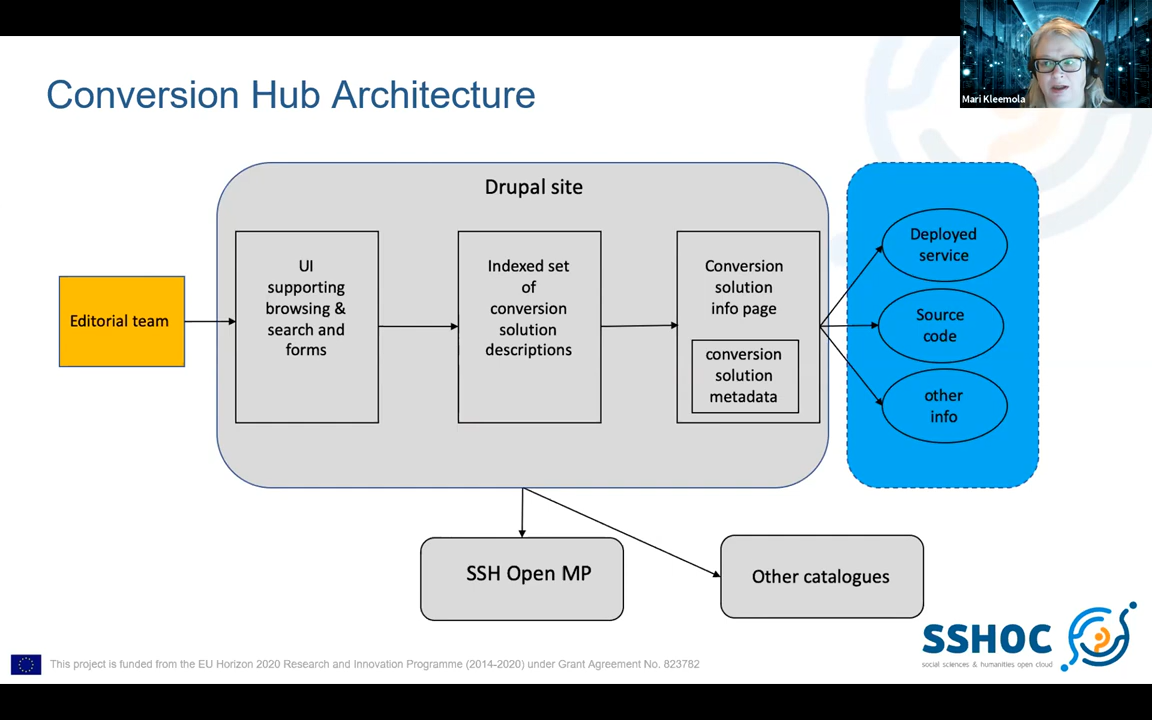 Mari Kleemola
Conversion Hub Architecture
Drupal site
Editorial team
UI
supporting
browsing &
search and
forms
Indexed set
of
conversion
solution
descriptions
Conversion
solution
info page
conversion
solution
metadata
Deployed
service
Source
code
other
info
SSH Open MP
Other catalogues
SSHOC
social sciences & humanities open cloud
This project is funded from the EU Horizon 2020 Research and Innovation Programme (2014-2020) under Grant Agreement No. 823782